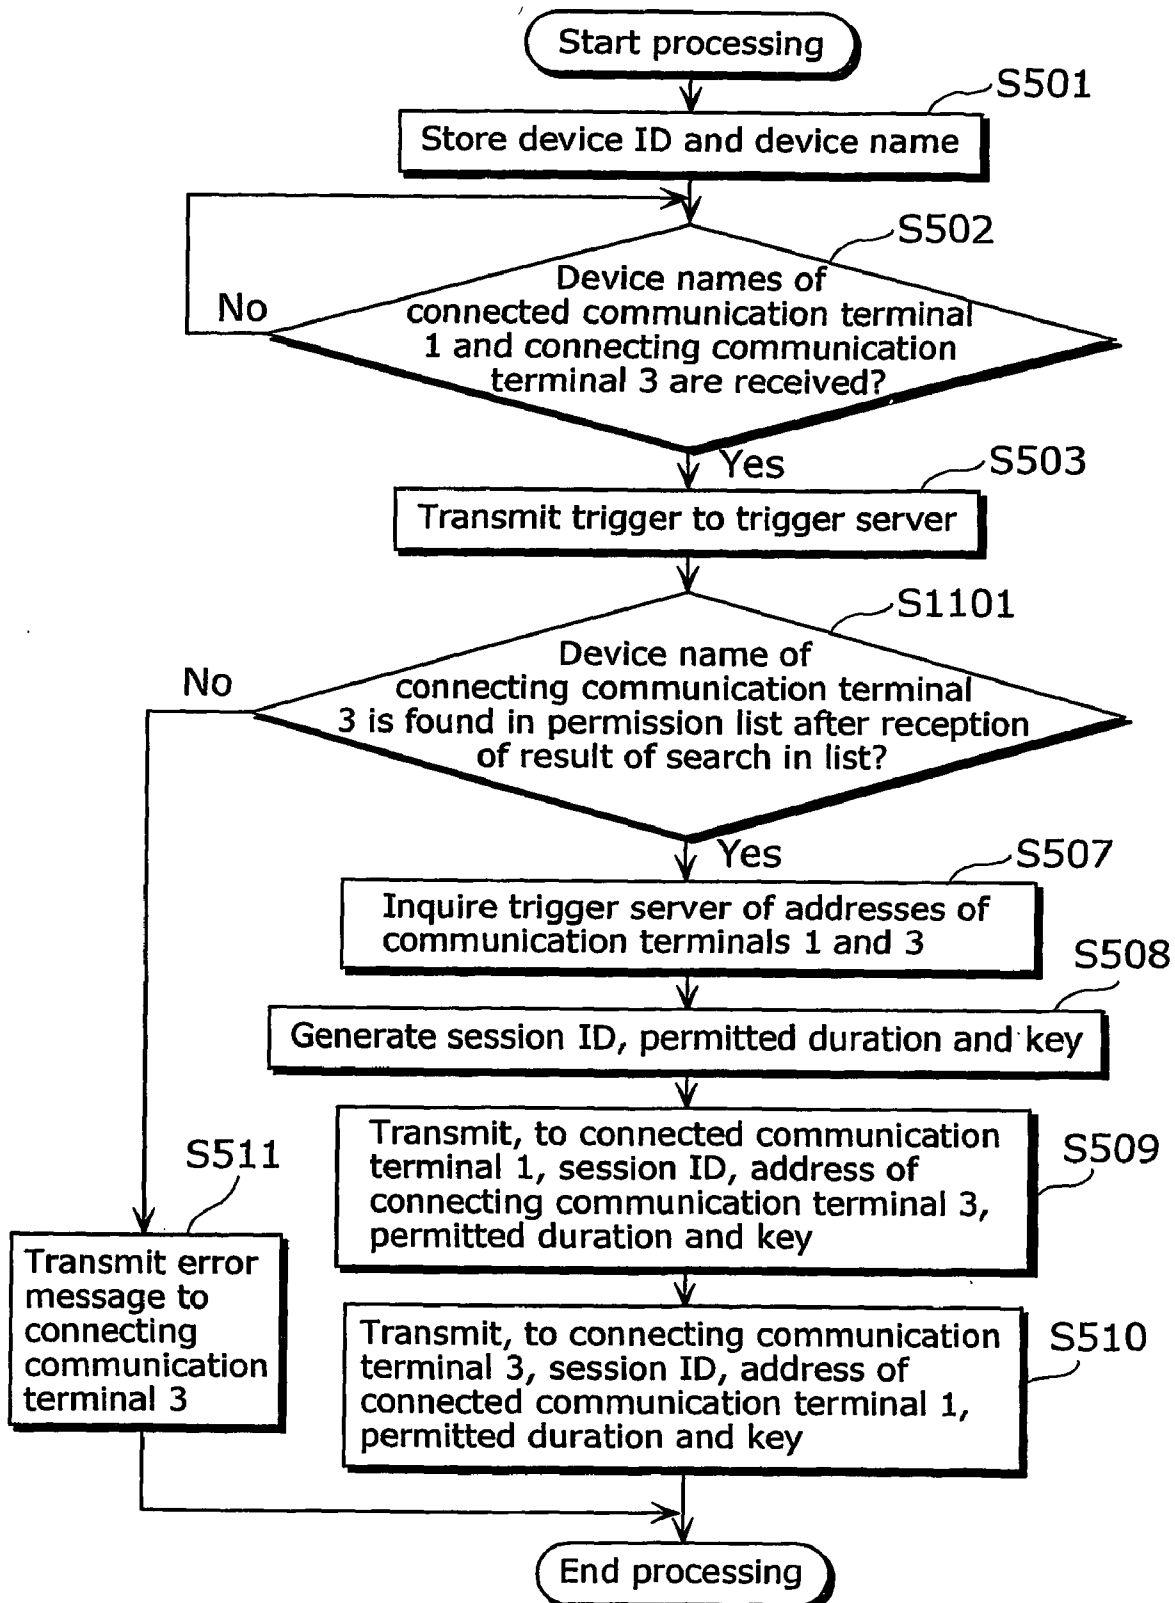 Start processing
S501
Store device ID and device name
S502
Device names of
connected communication terminal
1 and connecting communication
terminal 3 are received?
No
Yes
S503
Transmit trigger to trigger server
S1101
Device name of
connecting communication terminal
3 is found in permission list after reception
of result of search in list?
No
Yes
S507
Inquire trigger server of addresses of
communication terminals 1 and 3
S508
Generate session ID, permitted duration and key
S509
Transmit, to connected communication
terminal 1, session ID, address of
connecting communication terminal 3,
permitted duration and key
S511
Transmit error
message to
connecting
communication
terminal 3
S510
Transmit, to connecting communication
terminal 3, session ID, address of
connected communication terminal 1,
permitted duration and key
End processing